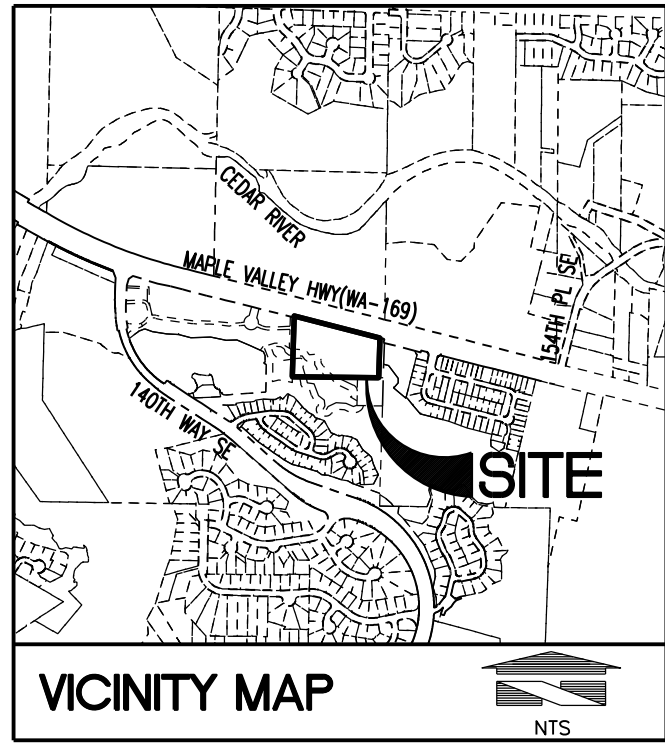 CEDAR RIVER
MAPLE VALLEY HWY(WA-169)
154TH PL SE
140TH WAY SE
SITE
VICINITY MAP
NTS